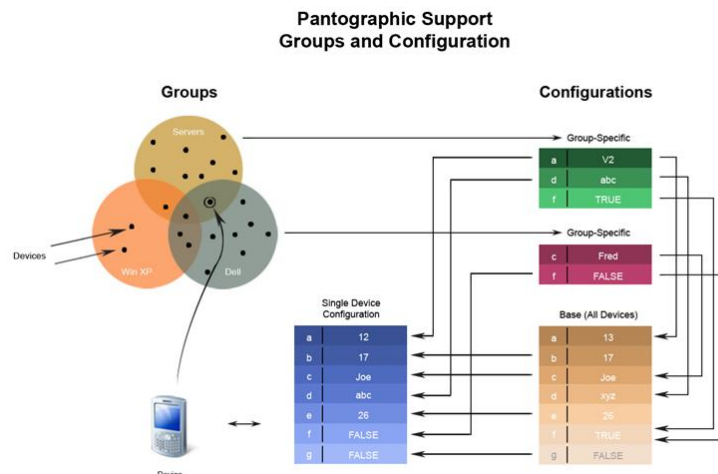 Pantographic Support
Groups and Configuration
Groups
Configurations
Servers
Win XP
Dell
Devices
Group-Specific
a V2
d abc
f TRUE
Group-Specific
c Fred
f FALSE
Single Device
Configuration
a 12
b 17
c Joe
d abc
e 26
f FALSE
g FALSE
Base (All Devices)
a 13
b 17
c Joe
d xyz
e 26
f TRUE
g FALSE
Device